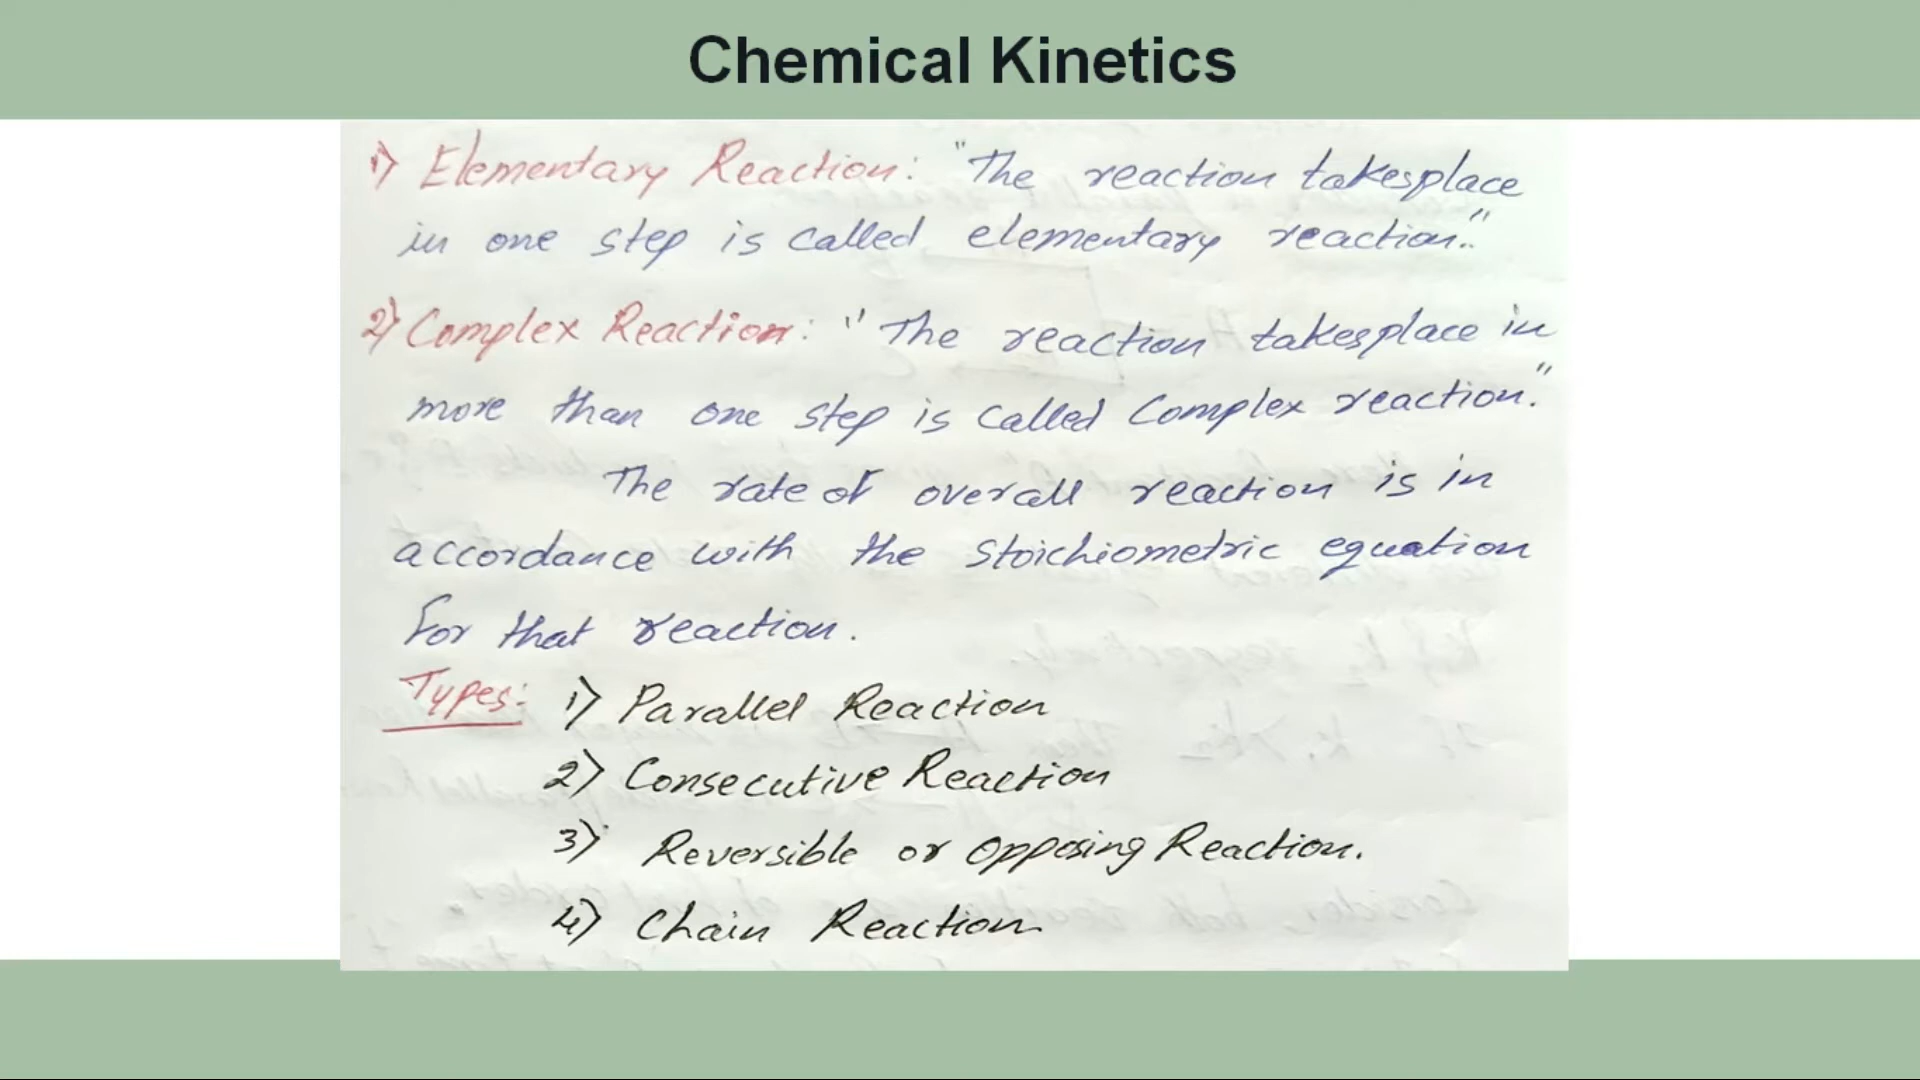 Chemical Kinetics
1) Elementary Reaction: "The reaction takesplace
in one step is called elementary reaction."
2) Complex Reaction: "The reaction takesplace in
more than one step is called Complex reaction."
The rate of overall reaction is in
accordance with the Stoichiometric equation
for that reaction.
Types: 1) Parallel Reaction
2) Consecutive Reaction
3) Reversible or opposing Reaction.
4) Chain Reaction